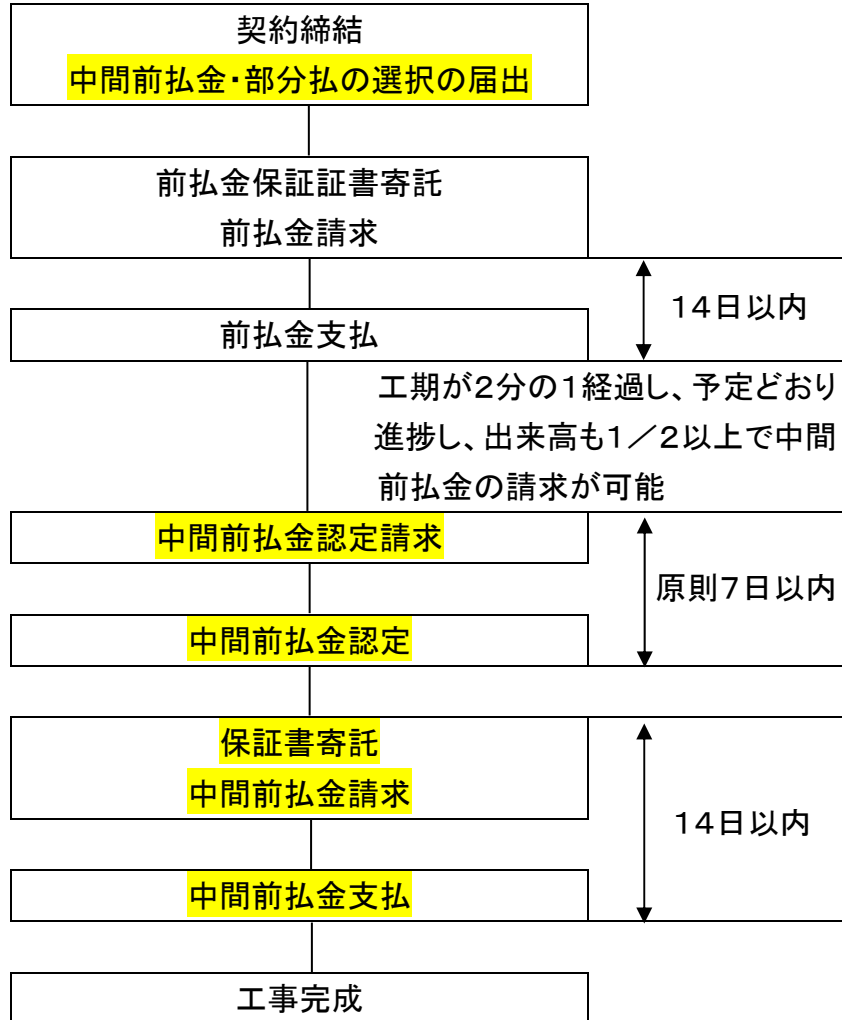 契約締結
中間前払金・部分払の選択の届出
前払金保証証書寄託
前払金請求
14日以内
前払金支払
工期が2分の1経過し、予定どおり
進捗し、出来高も1/2以上で中間
前払金の請求が可能
中間前払金認定請求
原則7日以内
中間前払金認定
保証書寄託
中間前払金請求
14日以内
中間前払金支払
工事完成